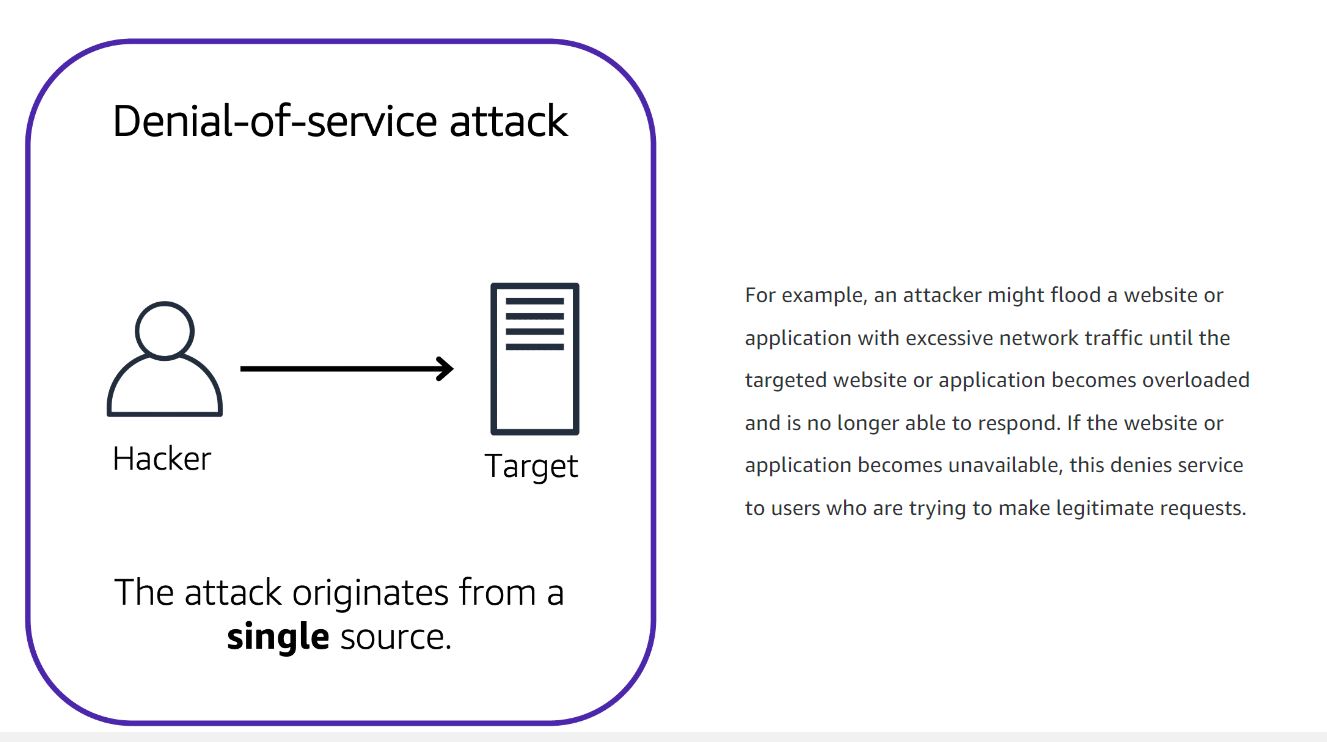 Denial-of-service attack
Hacker
Target
The attack originates from a
single source.
For example, an attacker might flood a website or
application with excessive network traffic until the
targeted website or application becomes overloaded
and is no longer able to respond. If the website or
application becomes unavailable, this denies service
to users who are trying to make legitimate requests.